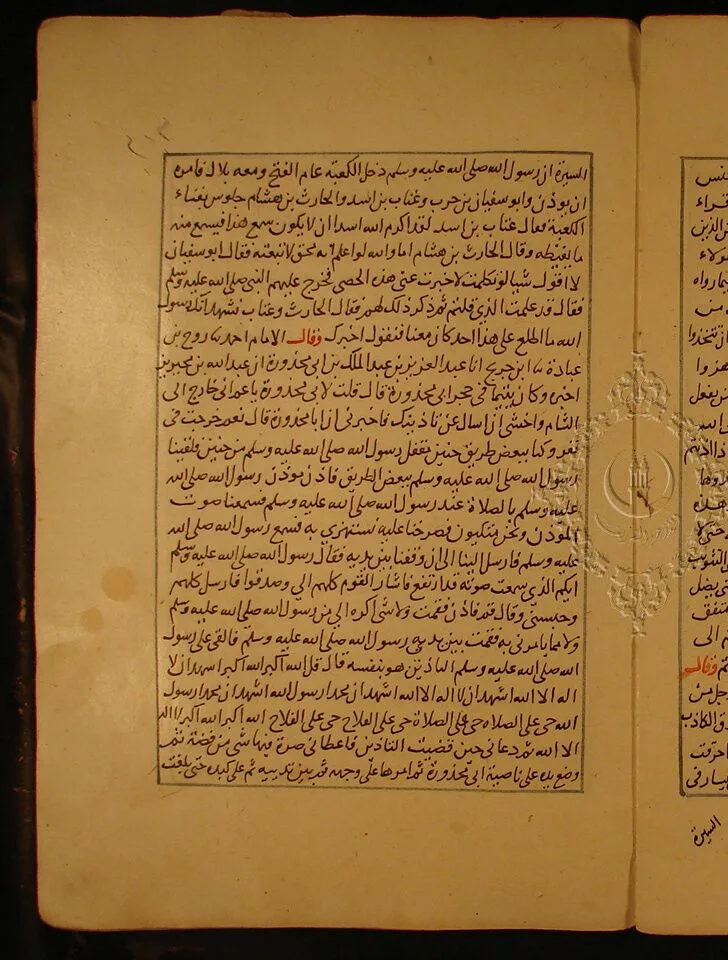 السيرة ان رسول الله صلى الله عليه وسلم دخل الكعبة عام الفتح ومعه بلال فامره
ان يوذن وابو سفيان بن حرب وعتاب بن اسد والحارث بن هشام جلوس بفناء
الكعبة فقال عتاب بن اسد لقد اكرم الله اسدا ان لا يكون سمع هذا فيسمع منه
ما يغيظه وقال الحارث بن هشام اما والله لو اعلم انه محق لاتبعته فقال ابو سفيان
لا اقول شيا لو تكلمت لاخبرت عني هذه الحصى فخرج عليهم النبي صلى الله عليه وسلم
فقال قد علمت الذي قلتم ثم ذكر ذلك لهم فقال الحارث وعتاب نشهد انك رسول
الله ما اطلع على هذا احد كان معنا فنقول اخبرك وقال الامام احمد ثنا روح بن
عبادة ثنا ابن جريج انا عبد العزيز بن عبد الملك بن ابي محذورة ان عبد الله بن محيريز
اخبره وكان يتيما في حجر ابي محذورة قال قلت لابي محذورة يا عم اني خارج الى
الشام واخشى ان اسال عن تاذينك فاخبرني ان ابا محذورة قال نعم خرجت في
نفر وكنا ببعض طريق حنين فقفل رسول الله صلى الله عليه وسلم من حنين فلقينا
رسول الله صلى الله عليه وسلم ببعض الطريق فاذن موذن رسول الله صلى الله
عليه وسلم بالصلاة عند رسول الله صلى الله عليه وسلم فسمعنا صوت
الموذن ونحن متنكبون فصرخنا عليه نستهزي به فسمع رسول الله صلى الله
عليه وسلم فارسل الينا الى ان وقفنا بين يديه فقال رسول الله صلى الله عليه وسلم
ايكم الذي سمعت صوته قد ارتفع فاشار القوم كلهم الي وصدقوا فارسل كلهم
وحبسني وقال قم فاذن فقمت ولا شي اكره الي من رسول الله صلى الله عليه وسلم
ولا مما يامرني به فقمت بين يدي رسول الله صلى الله عليه وسلم فالقى علي رسول
الله صلى الله عليه وسلم التاذين هو بنفسه قال قل الله اكبر الله اكبر اشهد ان لا
اله الا الله اشهد ان لا اله الا الله اشهد ان محمدا رسول الله اشهد ان محمدا رسول
الله حي على الصلاه حي على الصلاة حي على الفلاح حي على الفلاح الله اكبر الله اكبر لا اله
الا الله ثم دعاني حين قضيت التاذين فاعطاني صرة فيها شي من فضة ثم
وضع يده على ناصية ابي محذورة ثم امرها على وجهه ثم بين ثدييه ثم على كبده حتى بلغت
السيرة